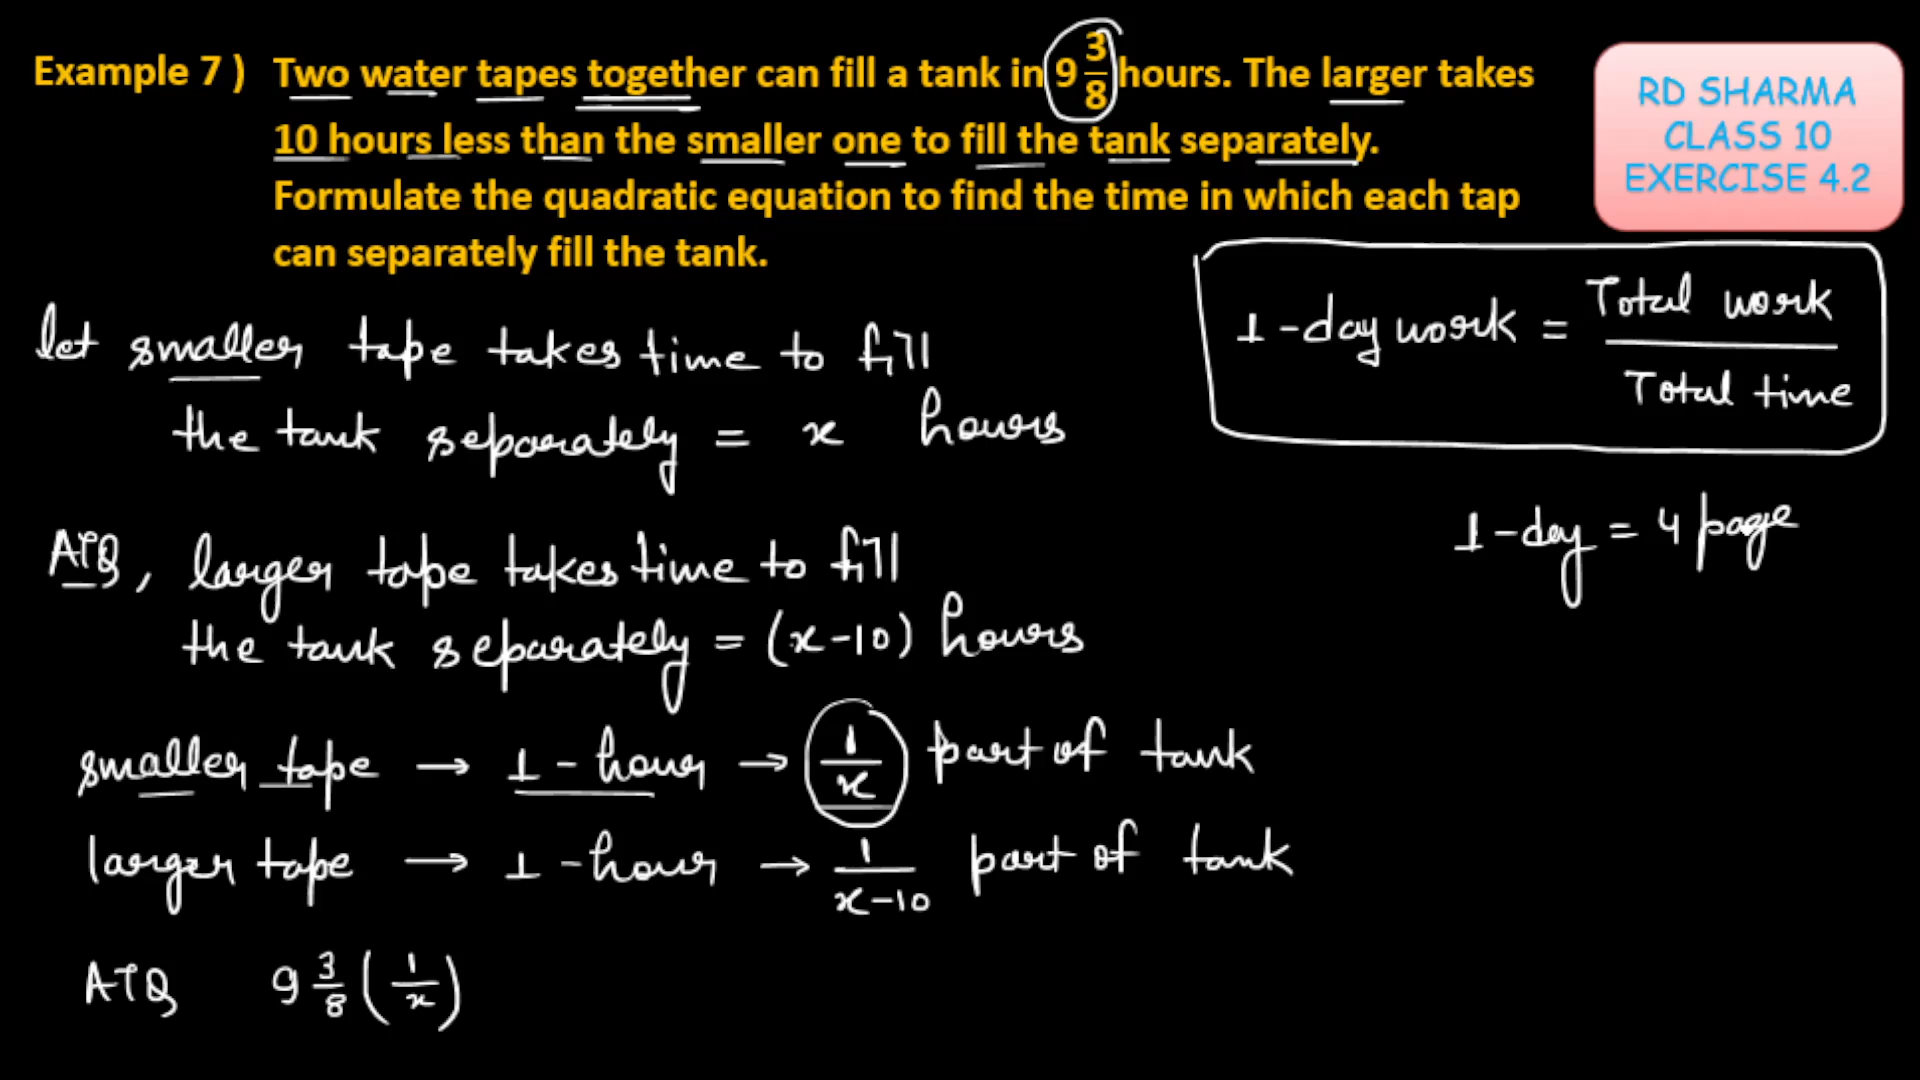 Example 7 ) Two water tapes together can fill a tank in 9 3/8 hours. The larger takes
10 hours less than the smaller one to fill the tank separately.
Formulate the quadratic equation to find the time in which each tap
can separately fill the tank.
RD SHARMA
CLASS 10
EXERCISE 4.2
1-day work = Total work / Total time
1-day = 4 page
let smaller tape takes time to fill
the tank separately = x hours
ATQ, larger tape takes time to fill
the tank separately = (x-10) hours
smaller tape → 1-hour → 1/x part of tank
larger tape → 1-hour → 1/x-10 part of tank
ATQ 9 3/8 (1/x)